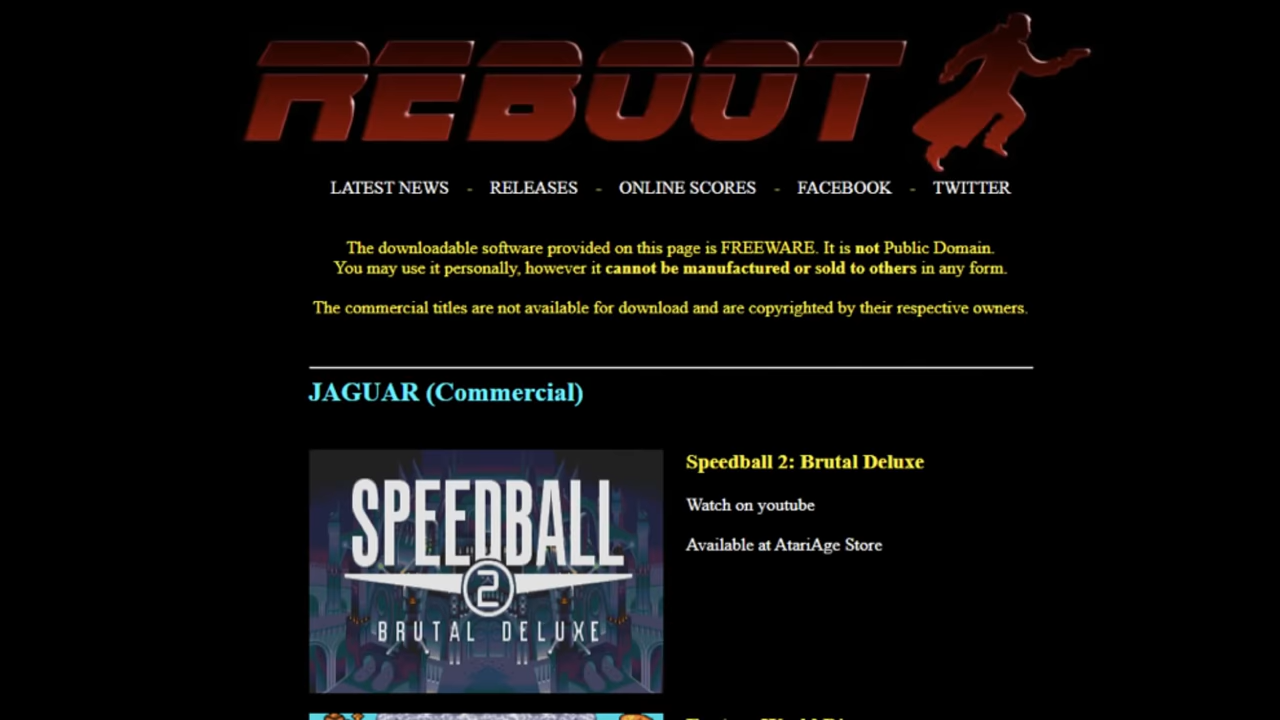 REBOOT
LATEST NEWS - RELEASES - ONLINE SCORES - FACEBOOK - TWITTER
The downloadable software provided on this page is FREEWARE. It is not Public Domain.
You may use it personally, however it cannot be manufactured or sold to others in any form.
The commercial titles are not available for download and are copyrighted by their respective owners.
JAGUAR (Commercial)
SPEEDBALL
2
BRUTAL DELUXE
Speedball 2: Brutal Deluxe
Watch on youtube
Available at AtariAge Store